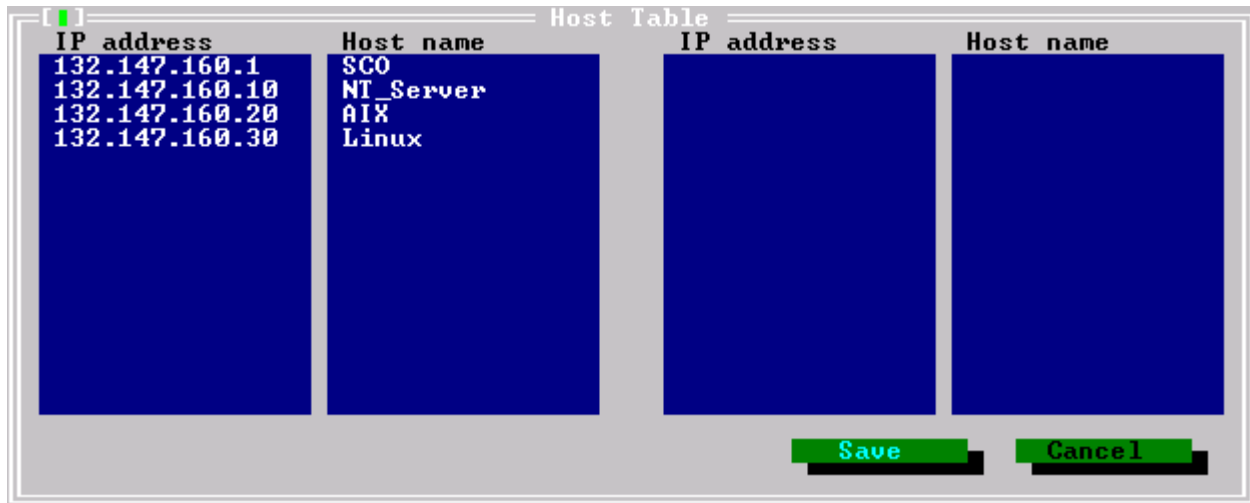 [ ] Host Table
IP address Host name IP address Host name
132.147.160.1 SCO
132.147.160.10 NT_Server
132.147.160.20 AIX
132.147.160.30 Linux
Save Cancel